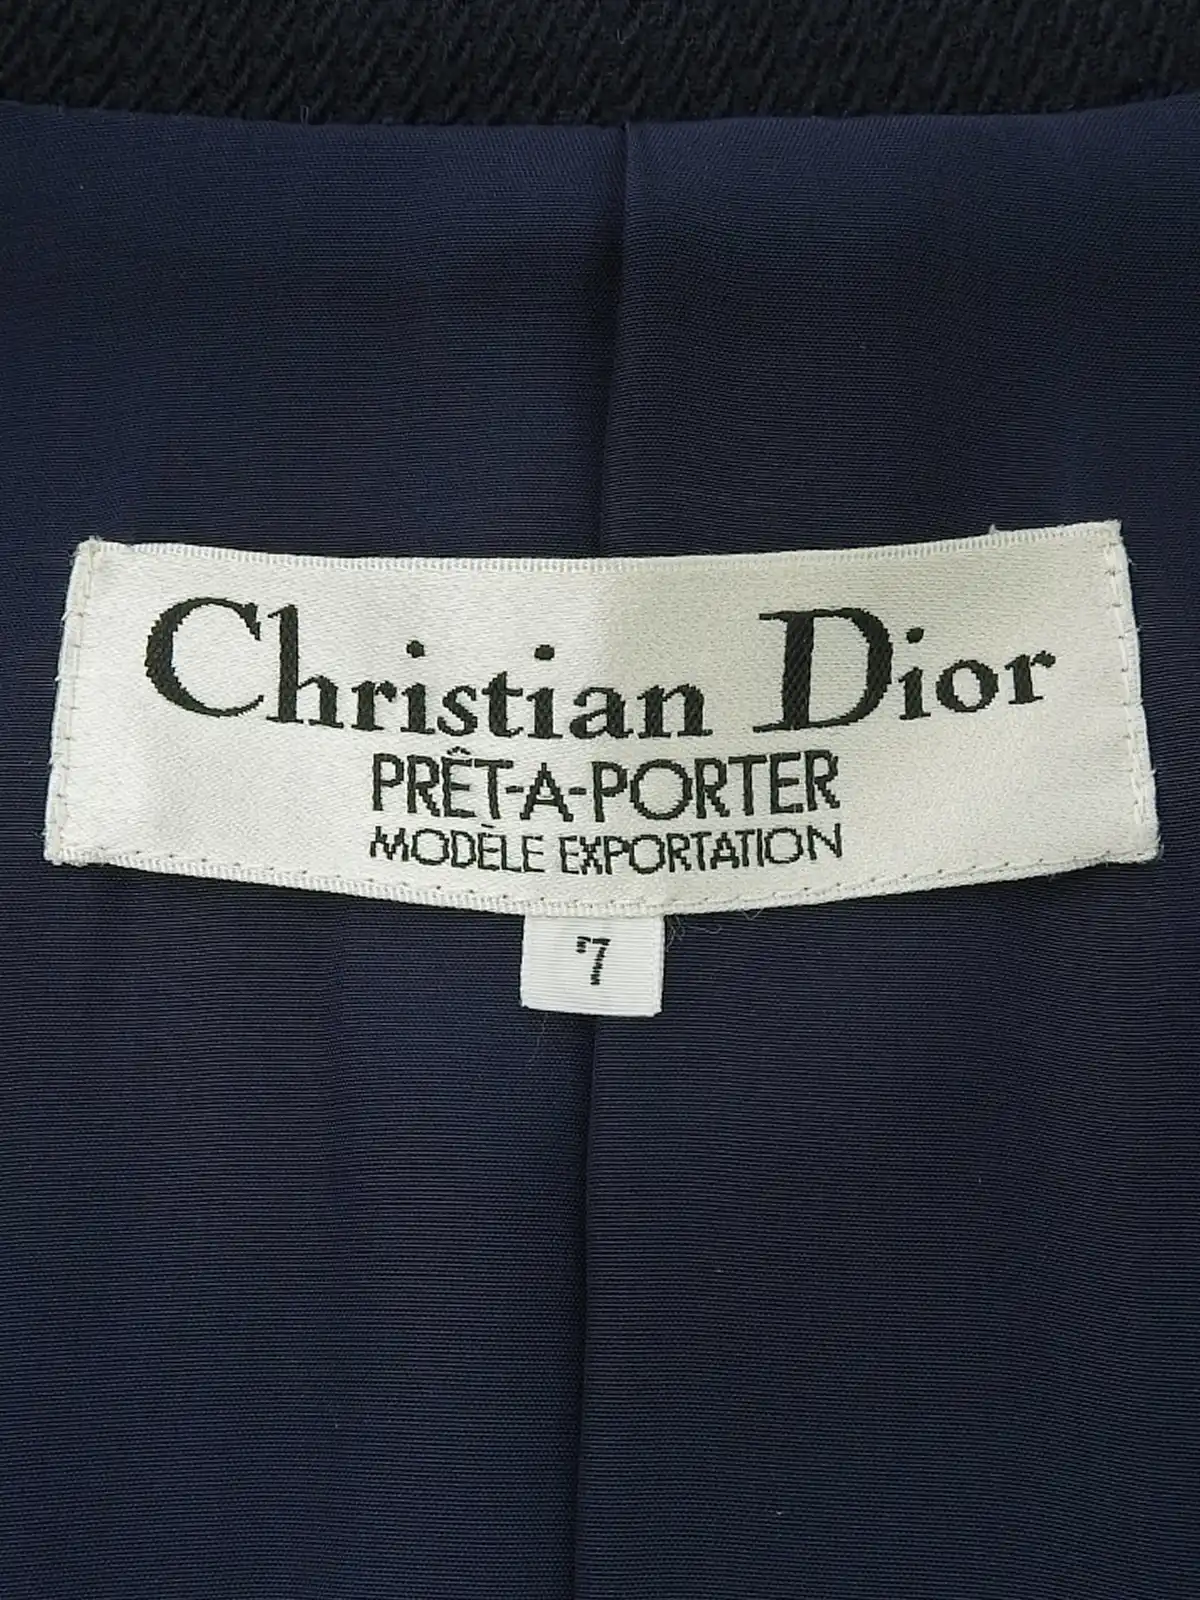 Christian Dior
PRÊT-A-PORTER
MODÈLE EXPORTATION
7